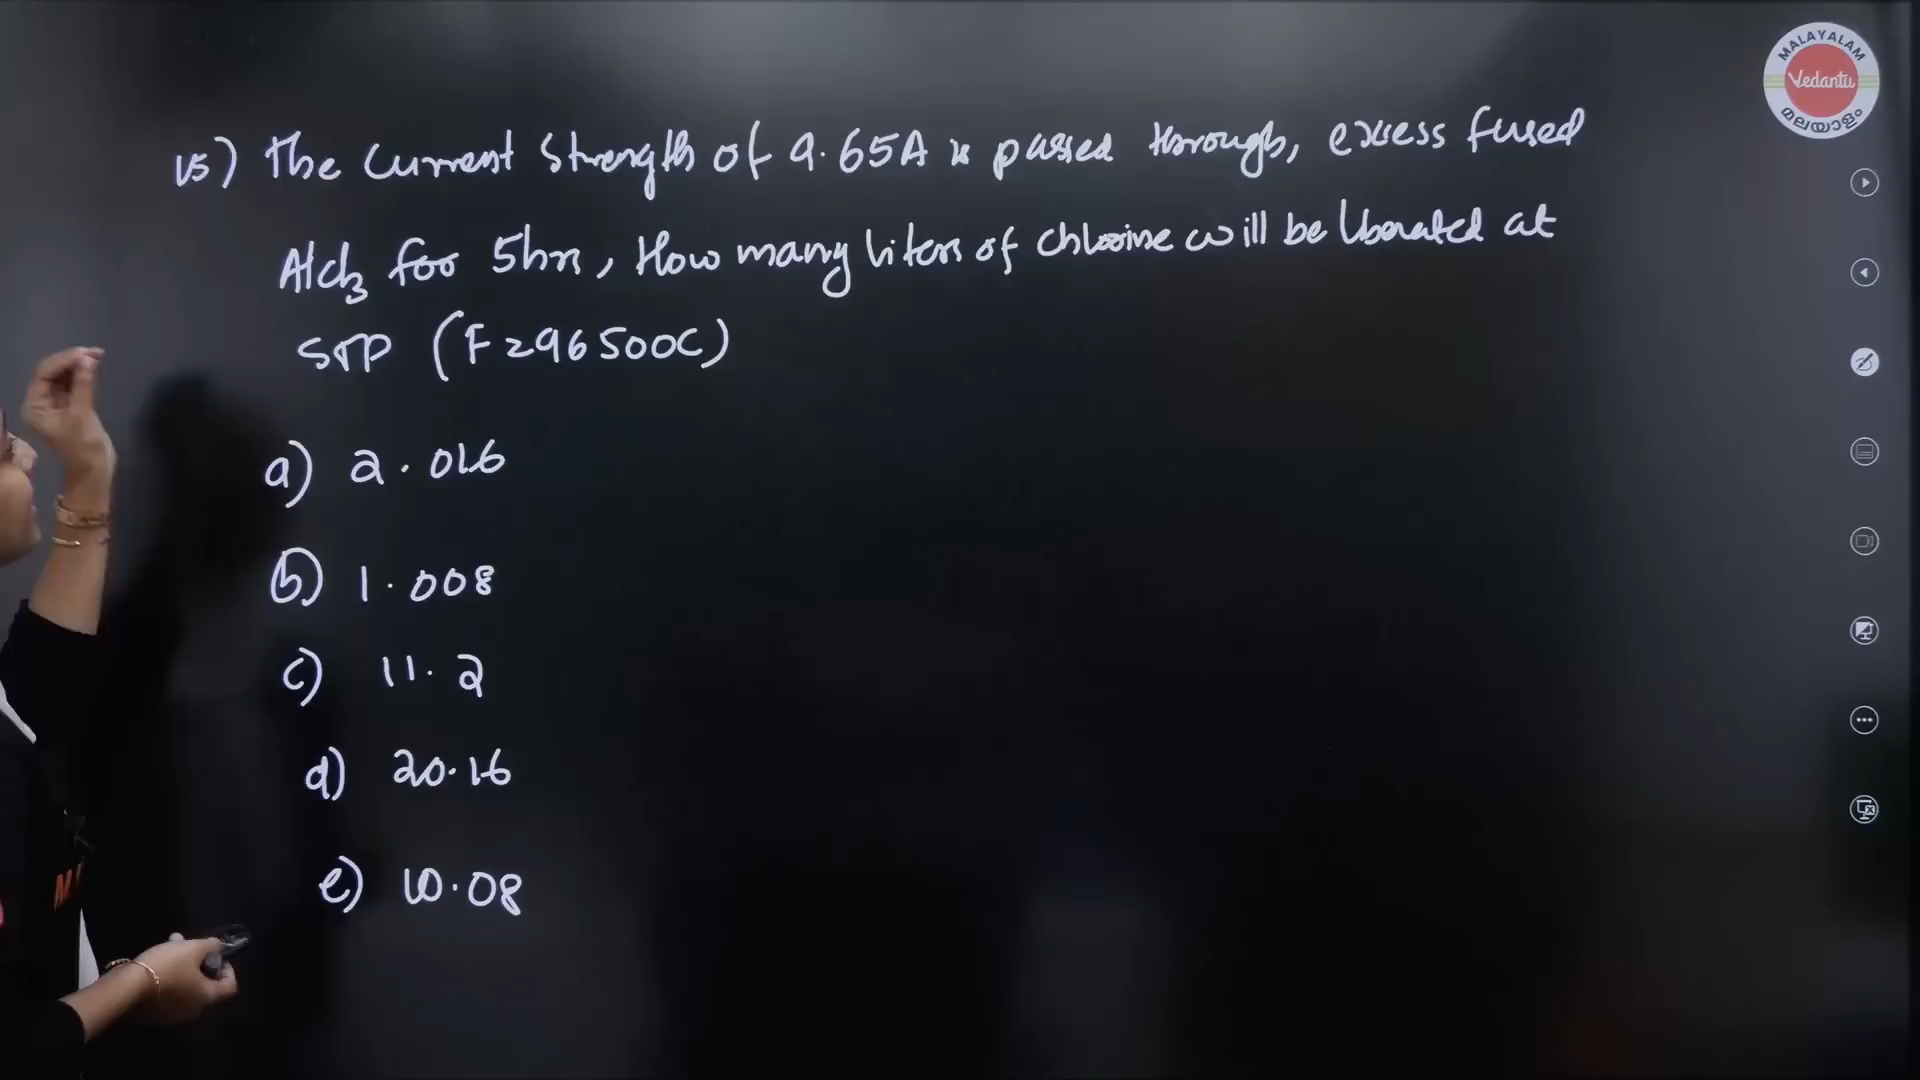 15) The Current Strength of 9.65A is passed through, excess fused
AlCl3 for 5hrs, How many liters of chlorine will be liberated at
STP (F=96500C)
a) 2.016
b) 1.008
c) 11.2
d) 20.16
e) 10.08
MALAYALAM
Vedantu
മലയാളം